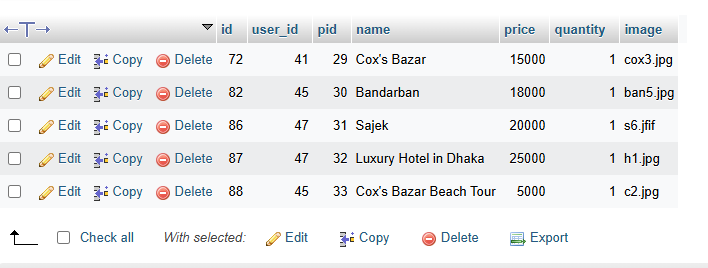 id user_id pid name price quantity image
Edit Copy Delete 72 41 29 Cox's Bazar 15000 1 cox3.jpg
Edit Copy Delete 82 45 30 Bandarban 18000 1 ban5.jpg
Edit Copy Delete 86 47 31 Sajek 20000 1 s6.jfif
Edit Copy Delete 87 47 32 Luxury Hotel in Dhaka 25000 1 h1.jpg
Edit Copy Delete 88 45 33 Cox's Bazar Beach Tour 5000 1 c2.jpg
Check all With selected: Edit Copy Delete Export